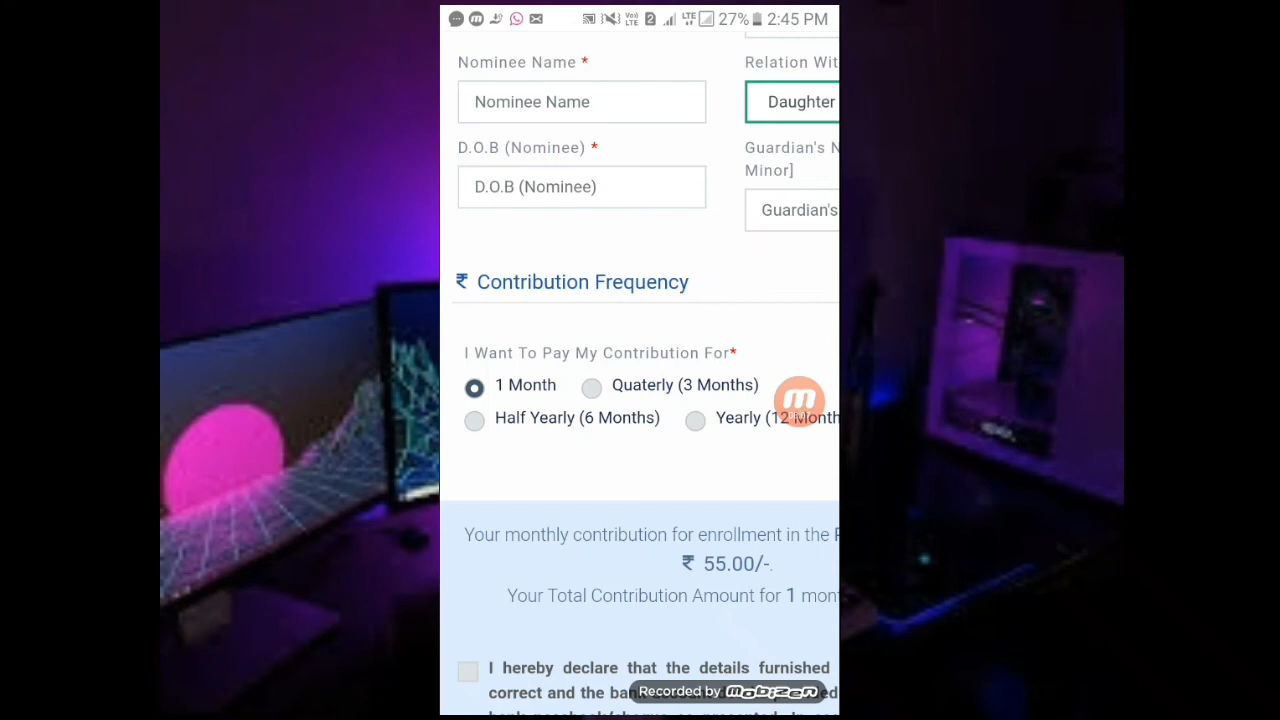 27% 2:45 PM
Nominee Name *
Relation Wit
Nominee Name
Daughter
D.O.B (Nominee) *
Guardian's N
Minor]
D.O.B (Nominee)
Guardian's
₹ Contribution Frequency
I Want To Pay My Contribution For*
1 Month Quaterly (3 Months)
Half Yearly (6 Months) Yearly (12 Month
Your monthly contribution for enrollment in the P
₹ 55.00/-.
Your Total Contribution Amount for 1 mon
I hereby declare that the details furnished
correct and the ban
Recorded by mobizen